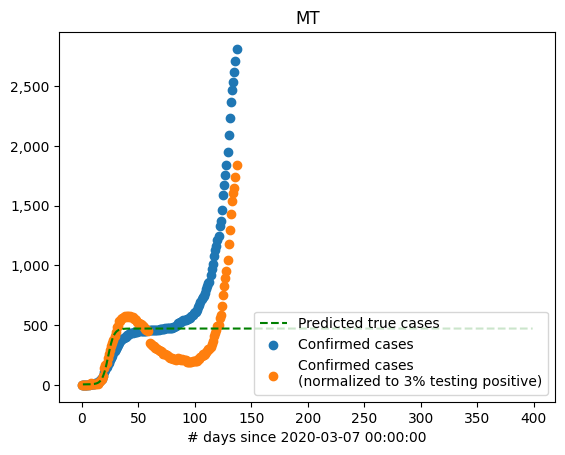 MT
2,500
2,000
1,500
1,000
500
0
Predicted true cases
Confirmed cases
Confirmed cases
(normalized to 3% testing positive)
0 50 100 150 200 250 300 350 400
# days since 2020-03-07 00:00:00